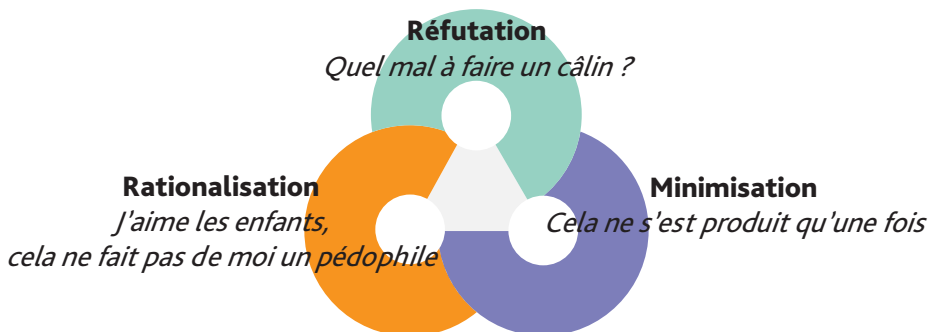 Réfutation
Quel mal à faire un câlin ?
Rationalisation
J'aime les enfants,
cela ne fait pas de moi un pédophile
Minimisation
Cela ne s'est produit qu'une fois